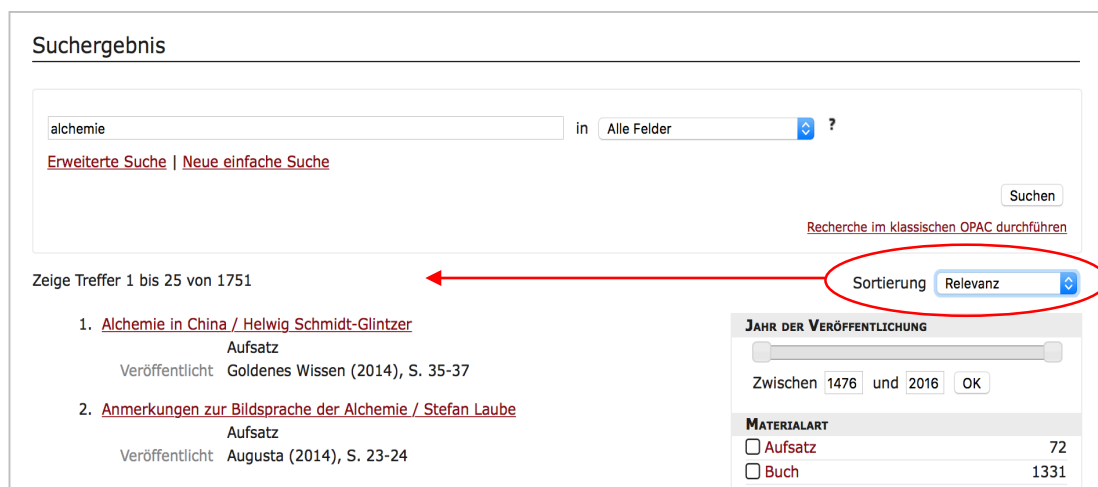 Suchergebnis
alchemie in Alle Felder ?
Erweiterte Suche | Neue einfache Suche
Suchen
Recherche im klassischen OPAC durchführen
Zeige Treffer 1 bis 25 von 1751
Sortierung Relevanz
1. Alchemie in China / Helwig Schmidt-Glintzer
Aufsatz
Veröffentlicht Goldenes Wissen (2014), S. 35-37
2. Anmerkungen zur Bildsprache der Alchemie / Stefan Laube
Aufsatz
Veröffentlicht Augusta (2014), S. 23-24
Jahr der Veröffentlichung
Zwischen 1476 und 2016 OK
Materialart
Aufsatz 72
Buch 1331